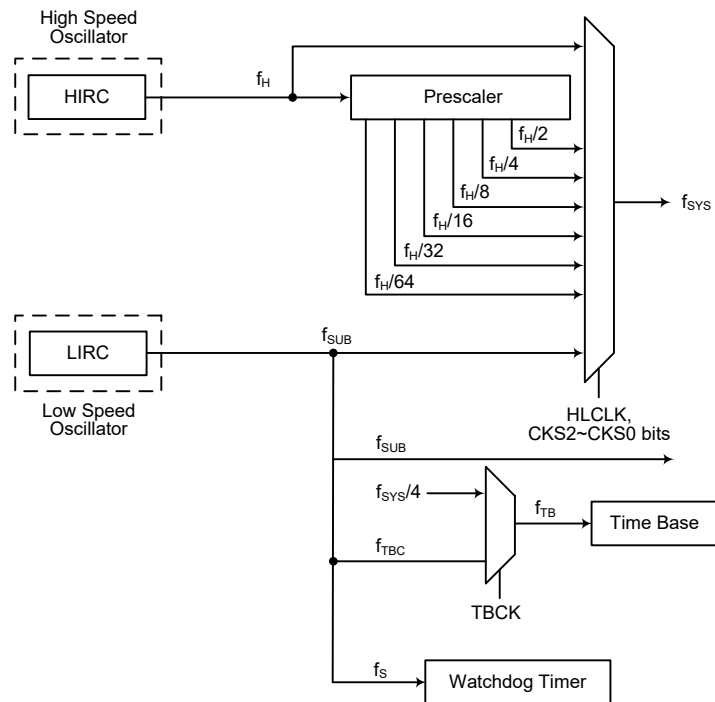 High Speed
Oscillator
HIRC
fH
Prescaler
fH/2
fH/4
fH/8
fH/16
fH/32
fH/64
fSYS
LIRC
fSUB
Low Speed
Oscillator
HLCLK,
CKS2~CKS0 bits
fSUB
fSYS/4
fTB
Time Base
fTBC
TBCK
fS
Watchdog Timer